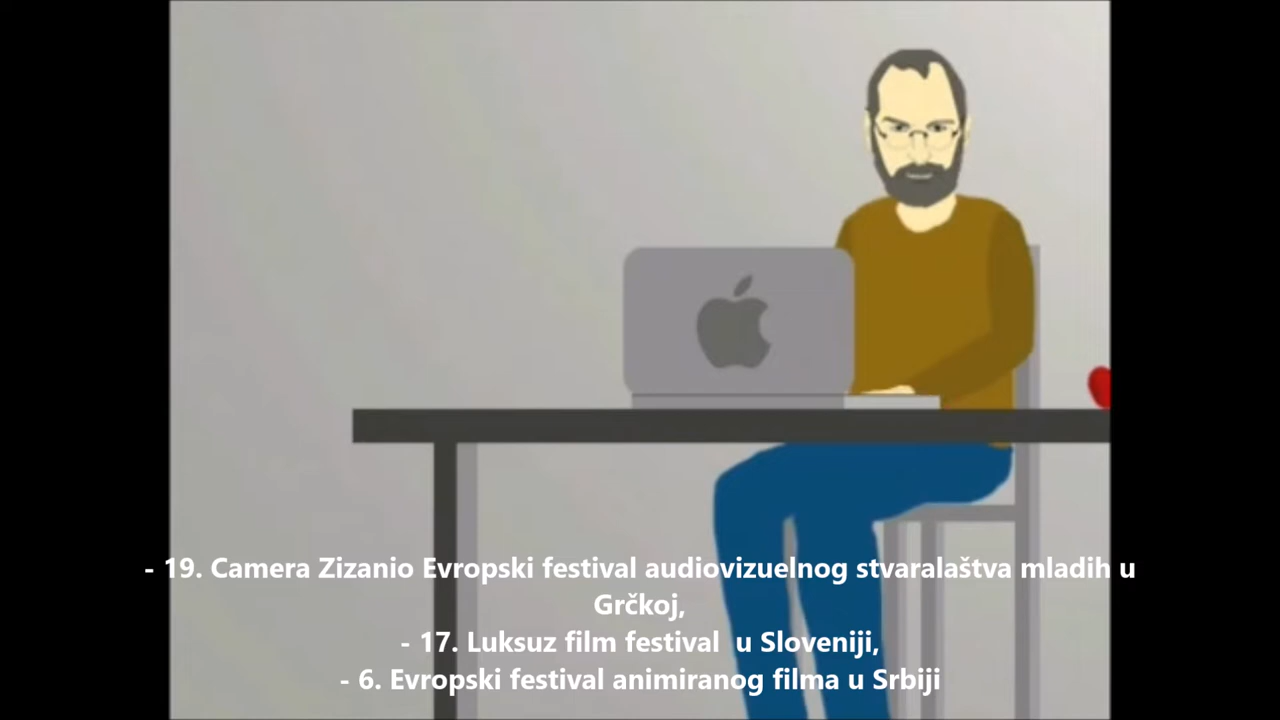 - 19. Camera Zizanio Evropski festival audiovizuelnog stvaralaštva mladih u
Grčkoj,
- 17. Luksuz film festival  u Sloveniji,
- 6. Evropski festival animiranog filma u Srbiji